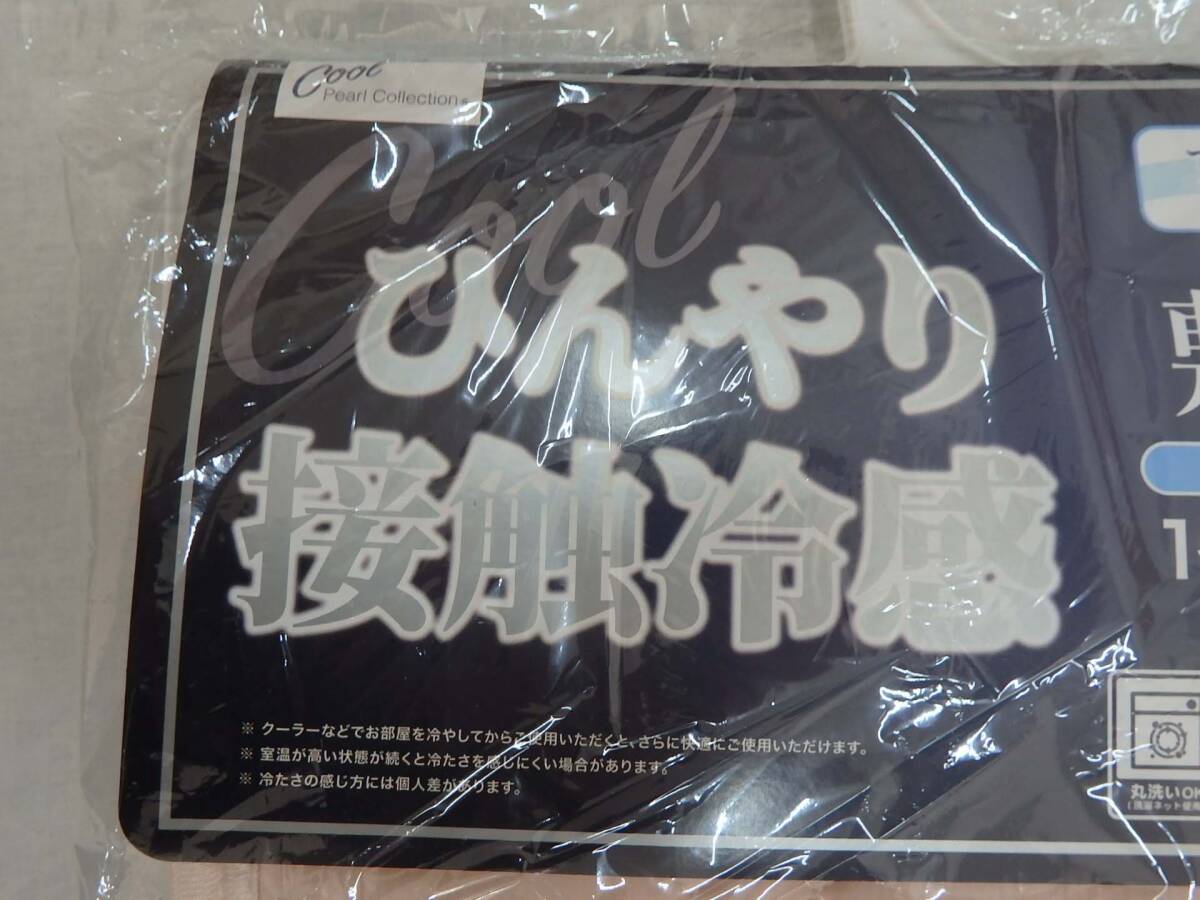 Cool
Pearl Collection
Cool
ひんやり
接触冷感
※ クーラーなどでお部屋を冷やしてからご使用いただくと、さらに快適にご使用いただけます。
※ 室温が高い状態が続くと冷たさを感じにくい場合があります。
※ 冷たさの感じ方には個人差があります。
1
丸洗いOK